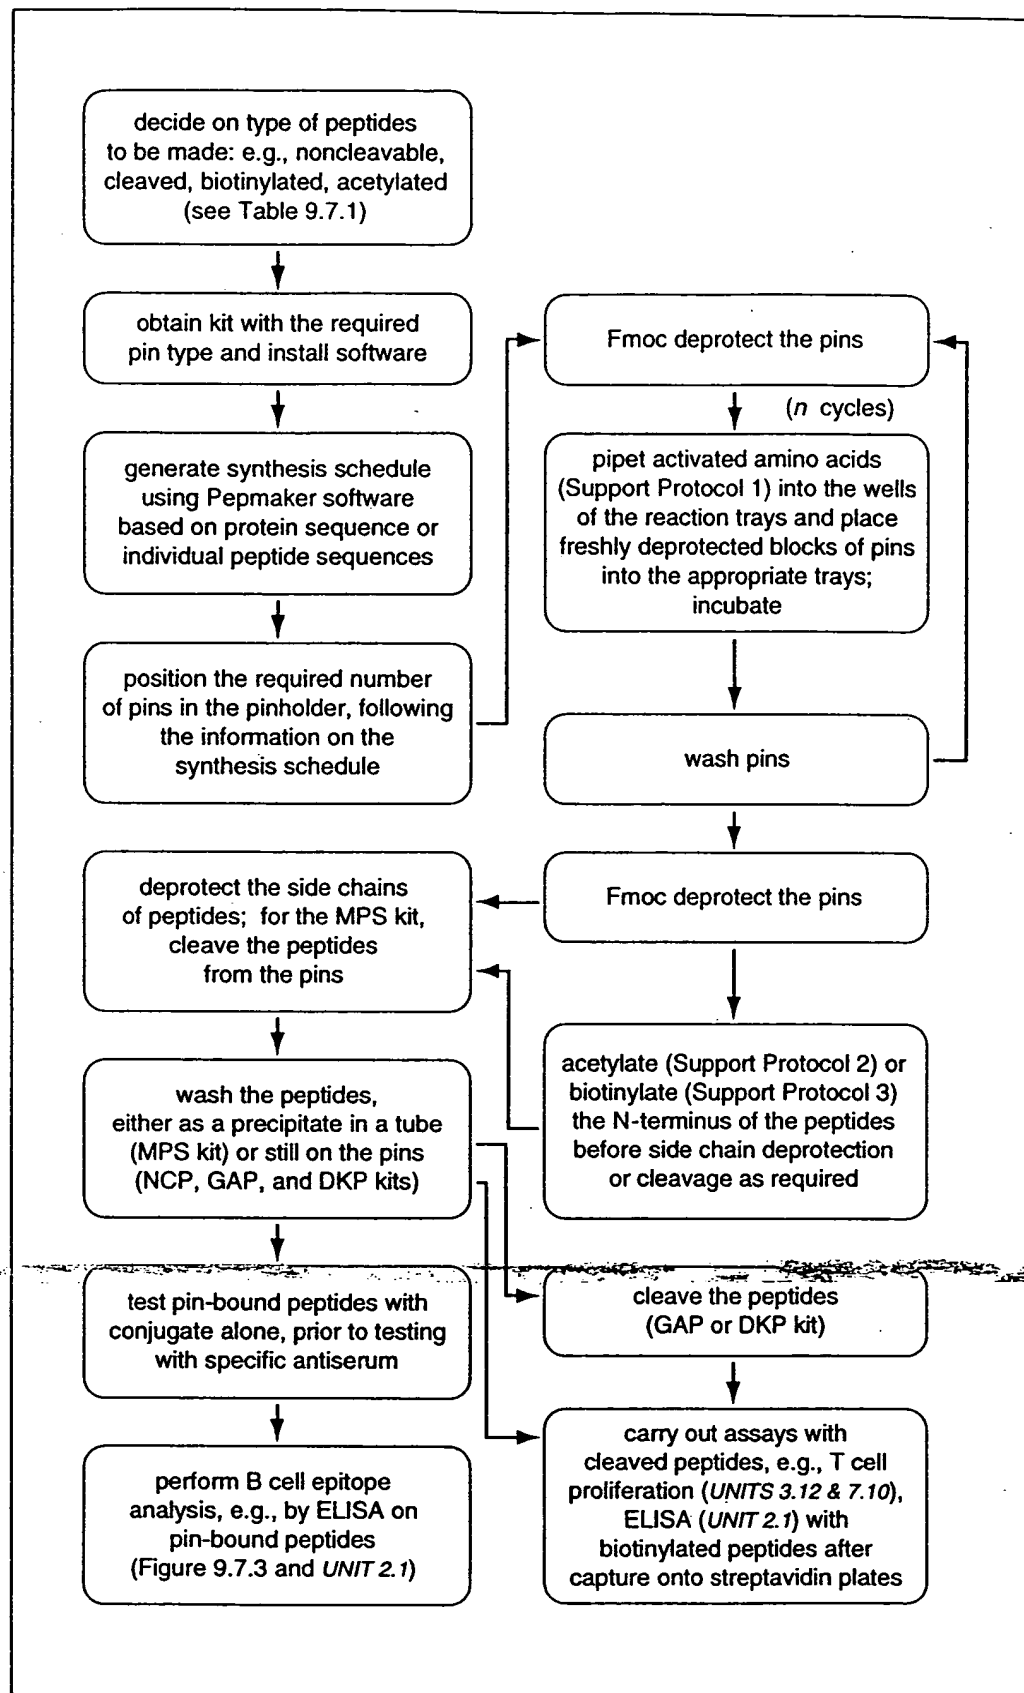 decide on type of peptides
to be made: e.g., noncleavable,
cleaved, biotinylated, acetylated
(see Table 9.7.1)
obtain kit with the required
pin type and install software
generate synthesis schedule
using Pepmaker software
based on protein sequence or
individual peptide sequences
position the required number
of pins in the pinholder, following
the information on the
synthesis schedule
Fmoc deprotect the pins
(n cycles)
pipet activated amino acids
(Support Protocol 1) into the wells
of the reaction trays and place
freshly deprotected blocks of pins
into the appropriate trays;
incubate
wash pins
Fmoc deprotect the pins
acetylate (Support Protocol 2) or
biotinylate (Support Protocol 3)
the N-terminus of the peptides
before side chain deprotection
or cleavage as required
deprotect the side chains
of peptides; for the MPS kit,
cleave the peptides
from the pins
wash the peptides,
either as a precipitate in a tube
(MPS kit) or still on the pins
(NCP, GAP, and DKP kits)
test pin-bound peptides with
conjugate alone, prior to testing
with specific antiserum
perform B cell epitope
analysis, e.g., by ELISA on
pin-bound peptides
(Figure 9.7.3 and UNIT 2.1)
cleave the peptides
(GAP or DKP kit)
carry out assays with
cleaved peptides, e.g., T cell
proliferation (UNITS 3.12 & 7.10),
ELISA (UNIT 2.1) with
biotinylated peptides after
capture onto streptavidin plates